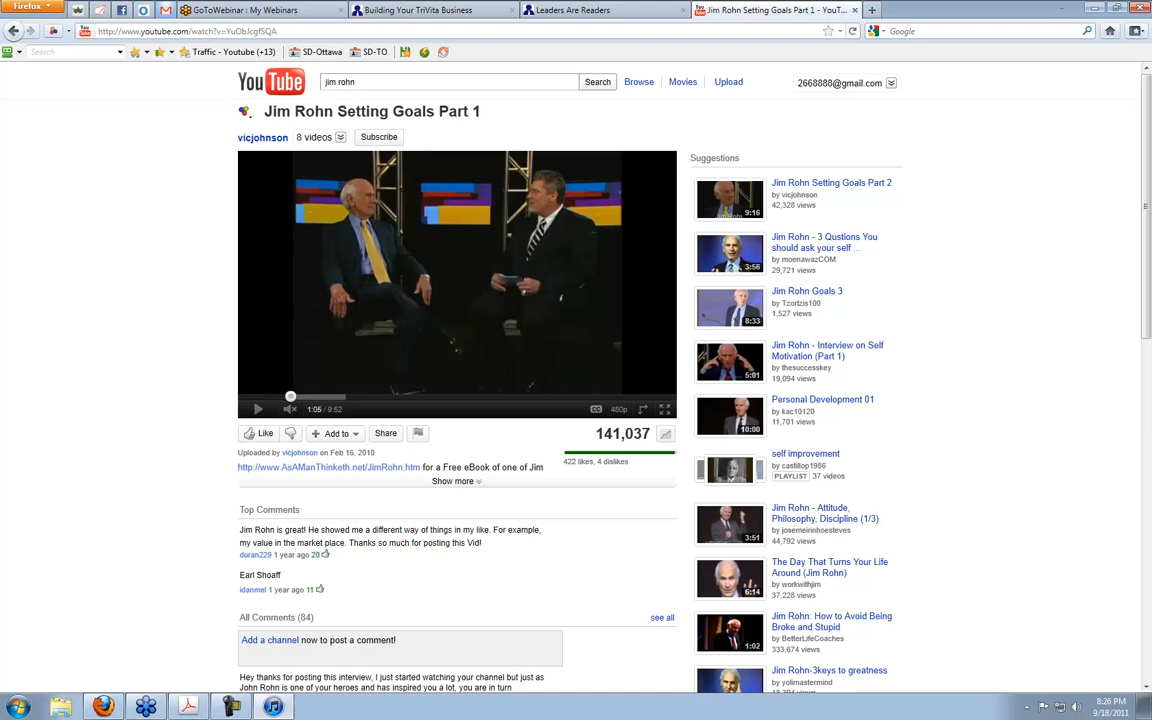 Firefox
GoToWebinar : My Webinars
Building Your TriVita Business
Leaders Are Readers
Jim Rohn Setting Goals Part 1 - YouT...
http://www.youtube.com/watch?v=YuObJcgfSQA
Google
Search
Traffic - Youtube (+13)
SD-Ottawa
SD-TO
YouTube
jim rohn
Search
Browse
Movies
Upload
2668888@gmail.com
Jim Rohn Setting Goals Part 1
vicjohnson
8 videos
Subscribe
1:05 / 9:52
CC
480p
Like
Add to
Share
141,037
Uploaded by vicjohnson on Feb 16, 2010
422 likes, 4 dislikes
http://www.AsAManThinketh.net/JimRohn.htm for a Free eBook of one of Jim
Show more
Top Comments
Jim Rohn is great! He showed me a different way of things in my like. For example,
my value in the market place. Thanks so much for posting this Vid!
duran229 1 year ago 20
Earl Shoaff
idanmel 1 year ago 11
All Comments (84)
see all
Add a channel now to post a comment!
Hey thanks for posting this interview, I just started watching your channel but just as
John Rohn is one of your heroes and has inspired you a lot, you are in turn
Suggestions
Jim Rohn Setting Goals Part 2
by vicjohnson
42,328 views
9:16
Jim Rohn - 3 Qustions You
should ask your self ...
by moenawazCOM
29,721 views
3:56
Jim Rohn Goals 3
by Tzortzis100
1,527 views
8:33
Jim Rohn - Interview on Self
Motivation (Part 1)
by thesuccesskey
19,094 views
5:01
Personal Development 01
by kac10120
11,701 views
10:00
self improvement
by castillop1986
PLAYLIST 37 videos
Jim Rohn - Attitude,
Philosophy, Discipline (1/3)
by josemeirinhoesteves
44,792 views
3:51
The Day That Turns Your Life
Around (Jim Rohn)
by workwithjim
37,228 views
6:14
Jim Rohn: How to Avoid Being
Broke and Stupid
by BetterLifeCoaches
333,674 views
1:02
Jim Rohn-3keys to greatness
by yolimastermind
8:26 PM
9/18/2011